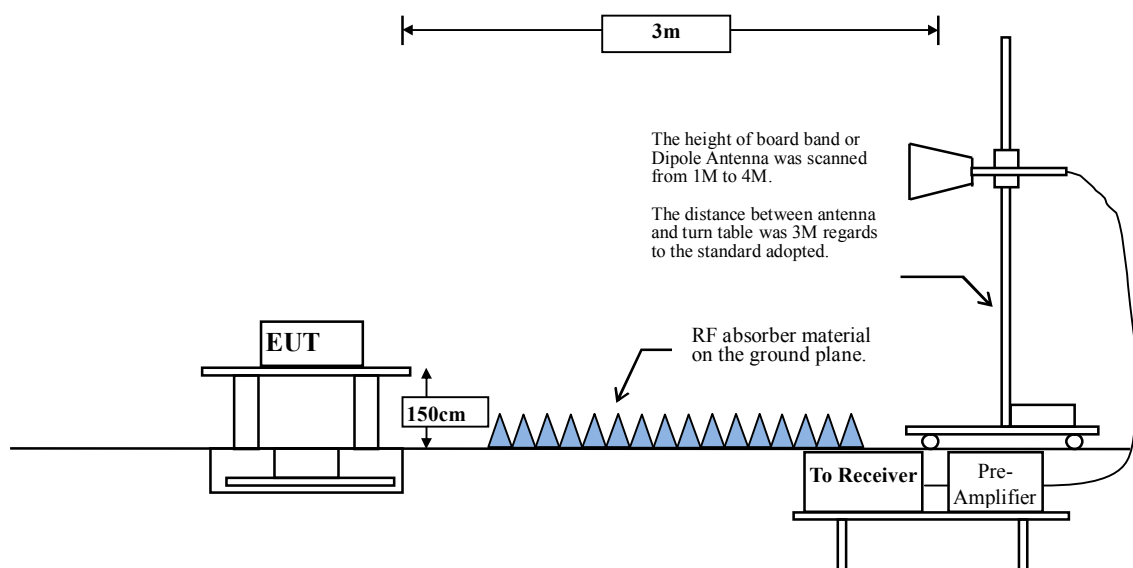 3m
The height of board band or
Dipole Antenna was scanned
from 1M to 4M.
The distance between antenna
and turn table was 3M regards
to the standard adopted.
EUT
RF absorber material
on the ground plane.
150cm
To Receiver
Pre-
Amplifier